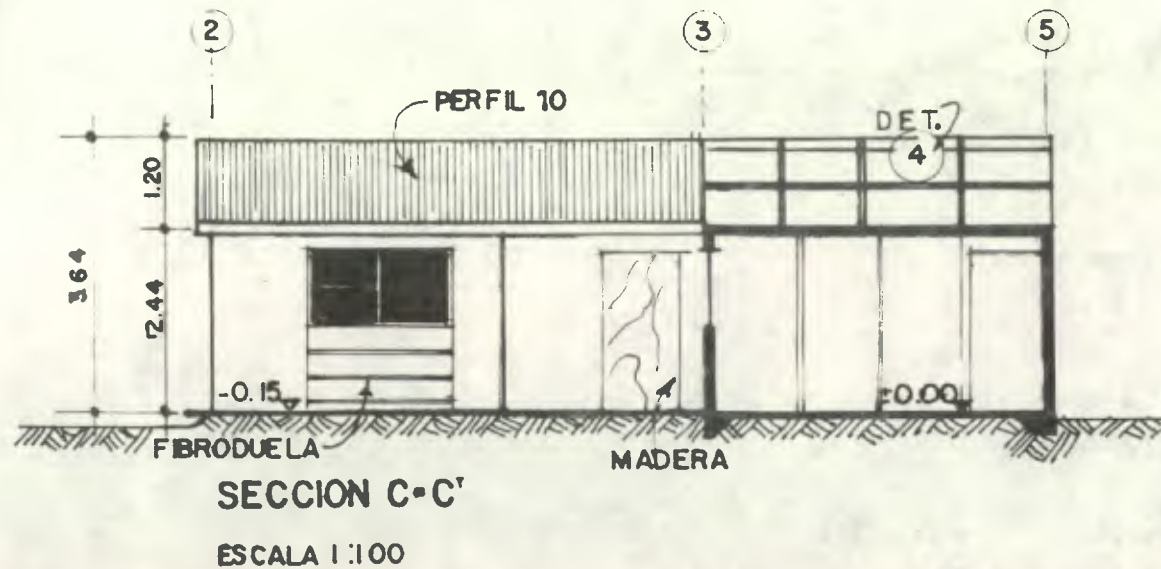 2
3
5
PERFIL 10
DET.
4
1.20
3.64
2.44
-0.15
±0.00
FIBRODUELA
MADERA
SECCION C-C'
ESCALA 1:100